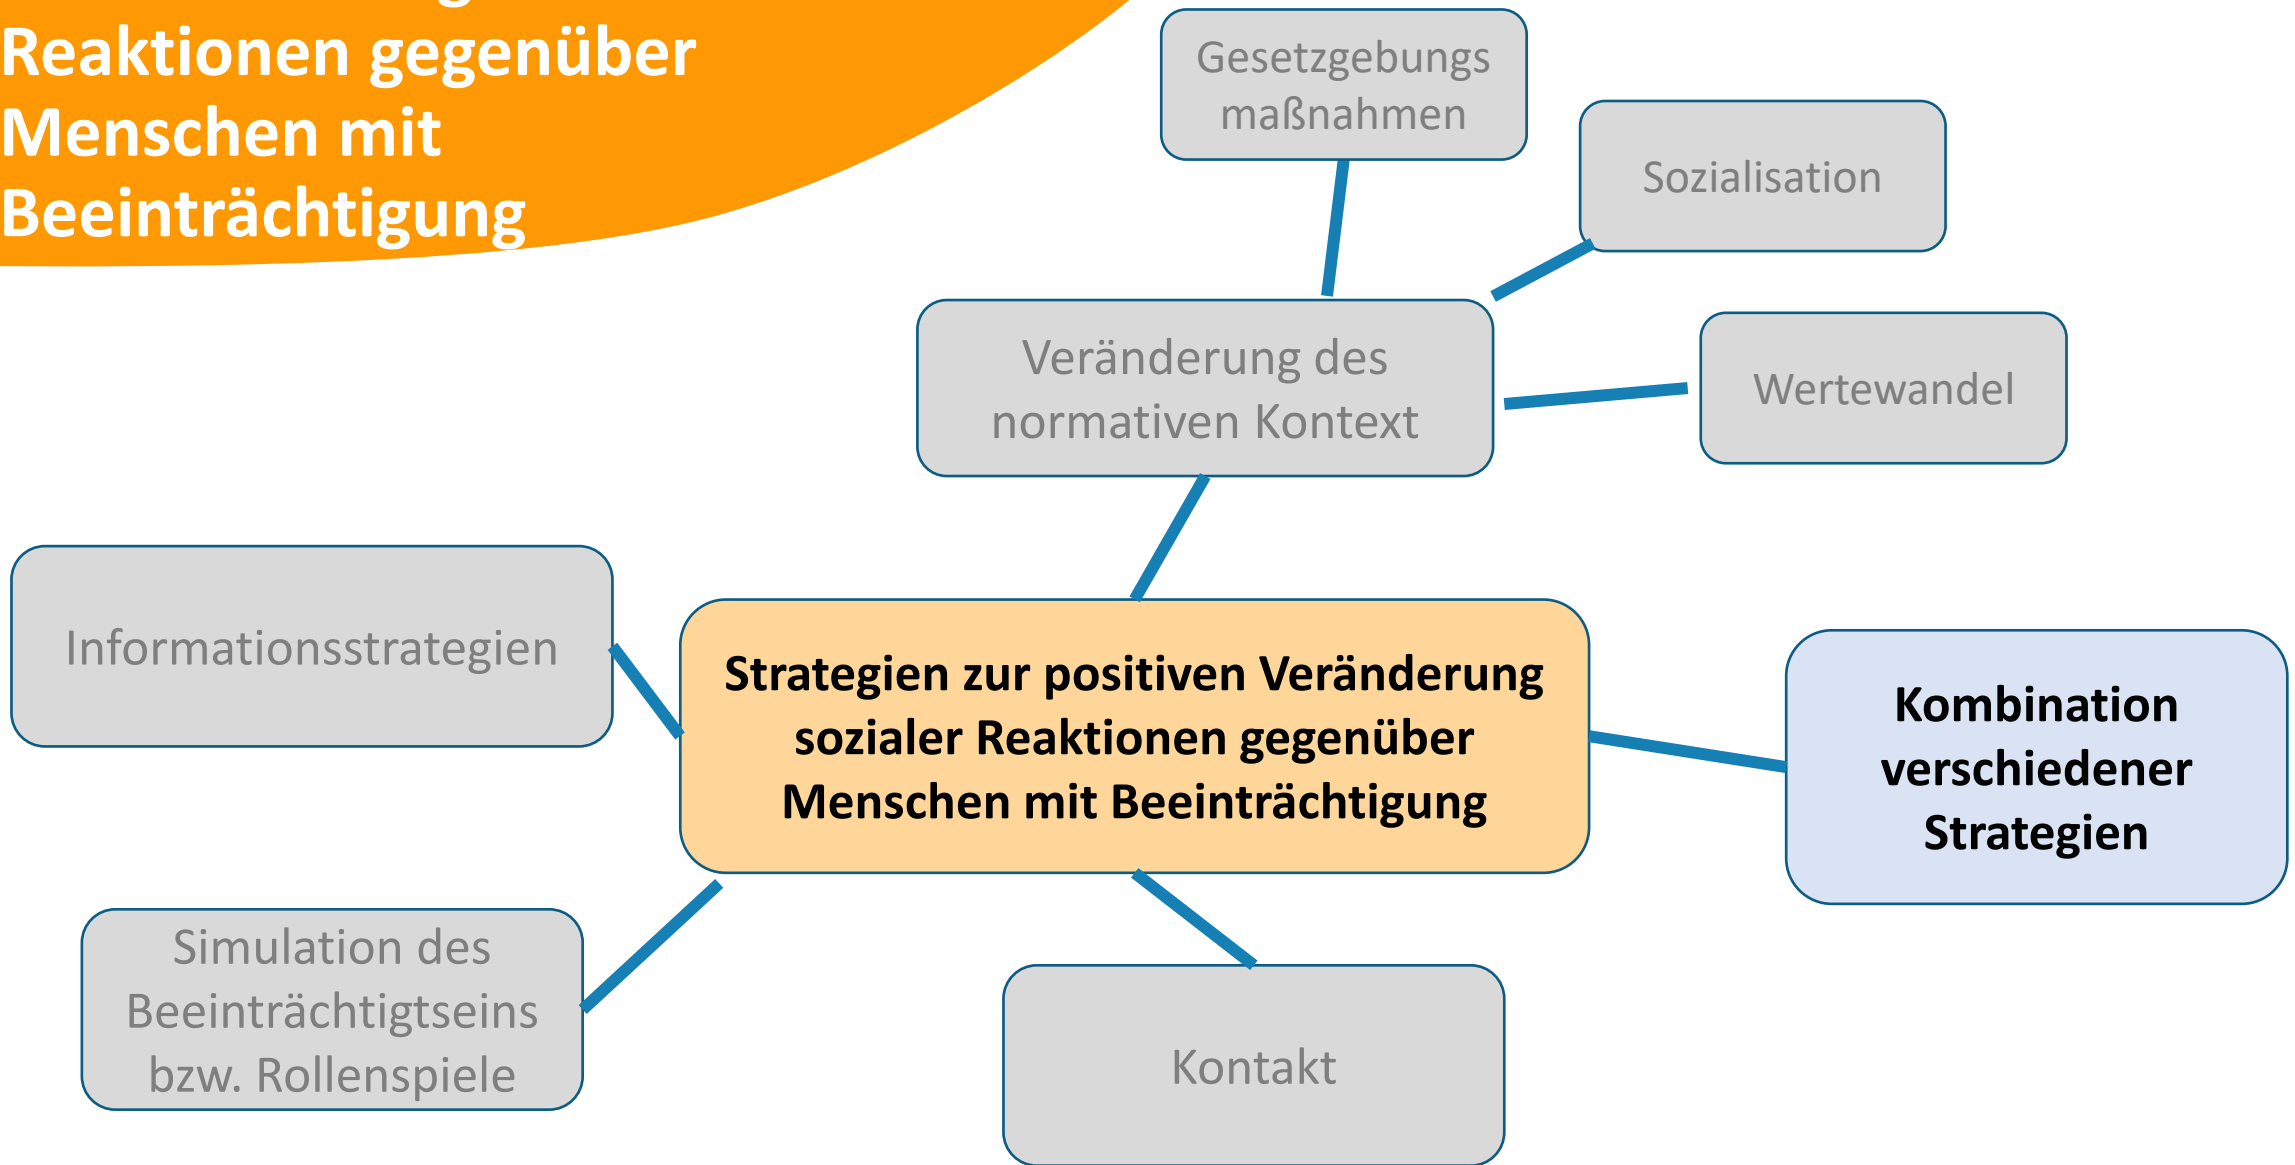 Reaktionen gegenüber
Menschen mit
Beeinträchtigung
Gesetzgebungs
maßnahmen
Sozialisation
Veränderung des
normativen Kontext
Wertewandel
Informationsstrategien
Strategien zur positiven Veränderung
sozialer Reaktionen gegenüber
Menschen mit Beeinträchtigung
Kombination
verschiedener
Strategien
Simulation des
Beeinträchtigtseins
bzw. Rollenspiele
Kontakt